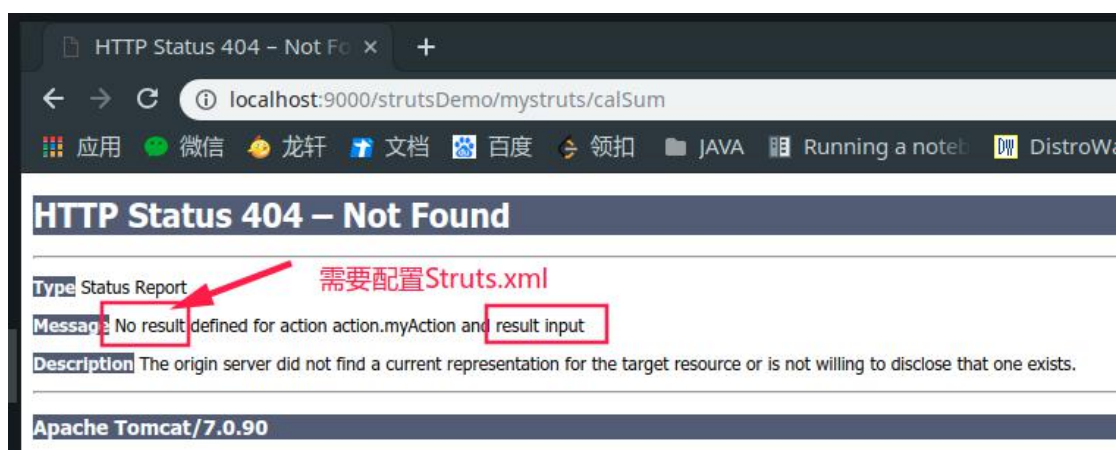 HTTP Status 404 – Not Fo
localhost:9000/strutsDemo/mystruts/calSum
应用 微信 龙轩 文档 百度 领扣 JAVA Running a noteb DistroWa
HTTP Status 404 – Not Found
需要配置Struts.xml
Type Status Report
Message No result defined for action action.myAction and result input
Description The origin server did not find a current representation for the target resource or is not willing to disclose that one exists.
Apache Tomcat/7.0.90